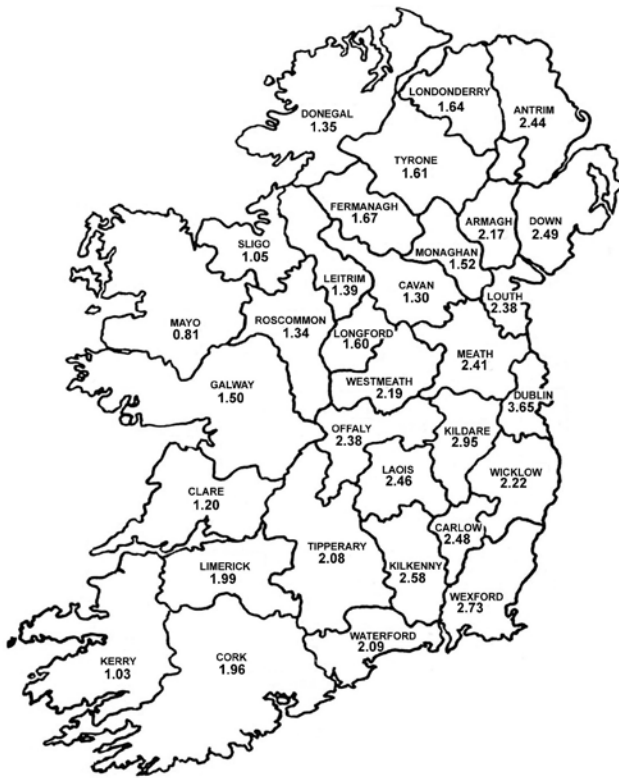 LONDONDERRY
1.64
ANTRIM
2.44
DONEGAL
1.35
TYRONE
1.61
FERMANAGH
1.67
ARMAGH
2.17
DOWN
2.49
SLIGO
1.05
MONAGHAN
1.52
LEITRIM
1.39
CAVAN
1.30
LOUTH
2.38
MAYO
0.81
ROSCOMMON
1.34
LONGFORD
1.60
MEATH
2.41
GALWAY
1.50
WESTMEATH
2.19
DUBLIN
3.65
OFFALY
2.38
KILDARE
2.95
LAOIS
2.46
WICKLOW
2.22
CLARE
1.20
CARLOW
2.48
TIPPERARY
2.08
LIMERICK
1.99
KILKENNY
2.58
WEXFORD
2.73
WATERFORD
2.09
KERRY
1.03
CORK
1.96